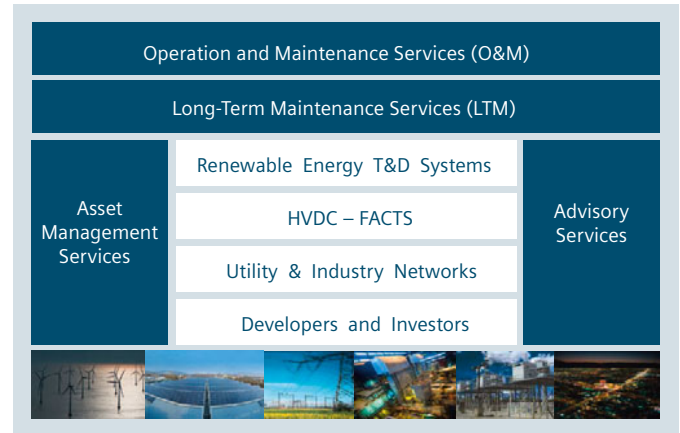 Operation and Maintenance Services (O&M)
Long-Term Maintenance Services (LTM)
Asset
Management
Services
Renewable Energy T&D Systems
HVDC – FACTS
Utility & Industry Networks
Developers and Investors
Advisory
Services